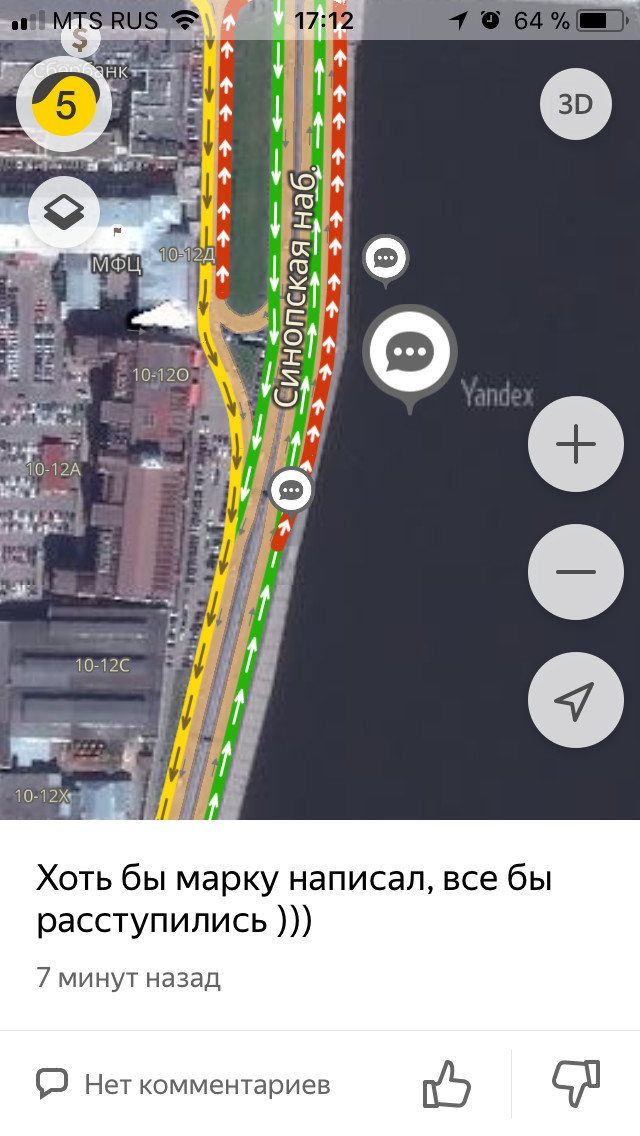 MTS RUS
17:12
64 %
$
Сбербанк
5
3D
Синопская наб.
МФЦ
10-12Д
10-12О
Yandex
10-12А
10-12С
10-12Х
Хоть бы марку написал, все бы
расступились )))
7 минут назад
Нет комментариев